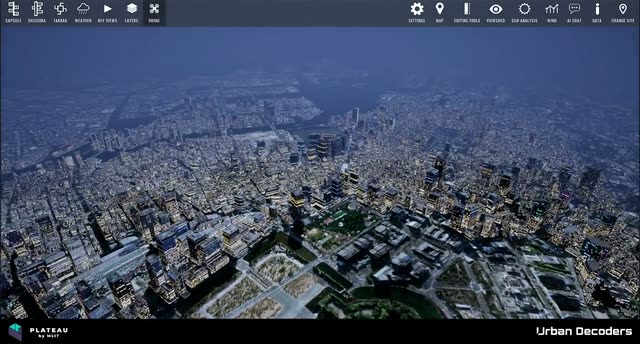 CAPSULE SHIZUOKA TANAKA WEATHER KEY VIEWS LAYERS DRONE SETTINGS MAP EDITING TOOLS VIEWSHED SUN ANALYSIS WIND AI CHAT DATA CHANGE SITE
PLATEAU
by MLIT
Urban Decoders